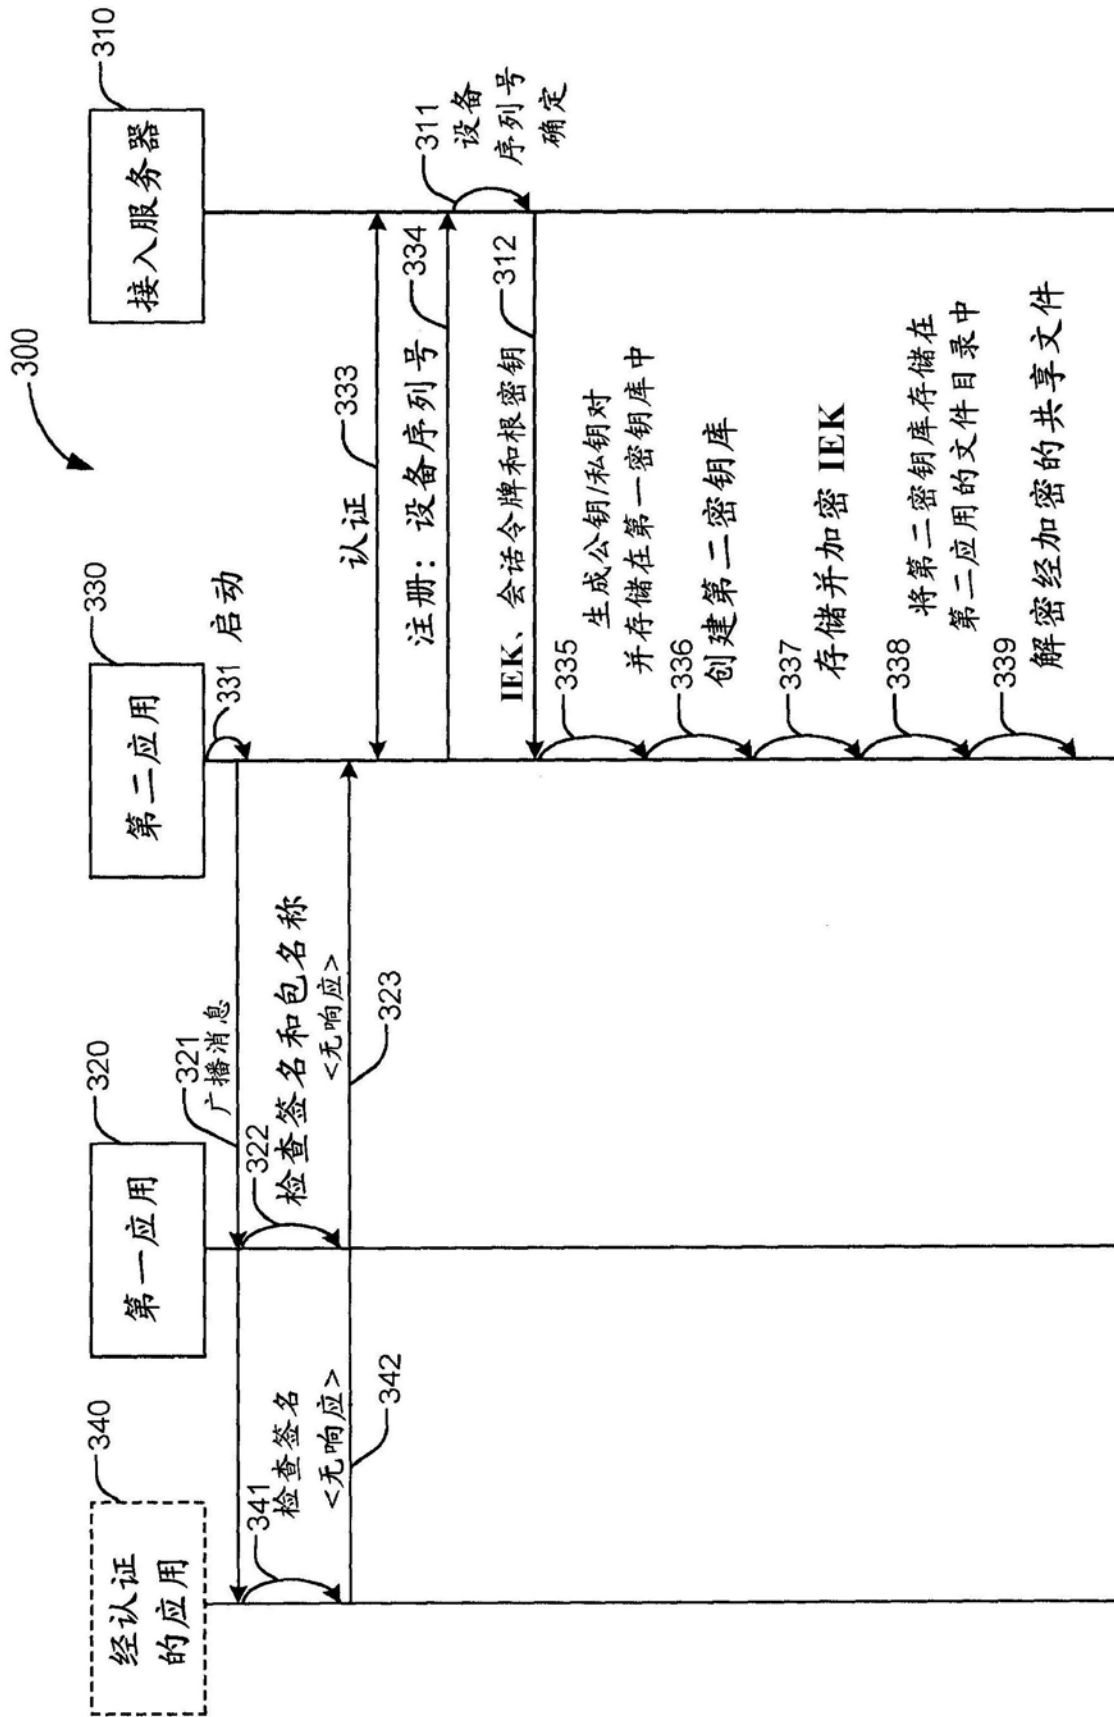 300
340
经认证
的应用
320
第一应用
330
第二应用
310
接入服务器
331
启动
321
广播消息
341
检查签名
<无响应>
342
322
检查签名和包名称
<无响应>
323
认证
333
注册：设备序列号
334
311
设备
序列号
确定
IEK、会话令牌和根密钥
312
335
生成公钥/私钥对
并存储在第一密钥库中
336
创建第二密钥库
337
存储并加密 IEK
338
将第二密钥库存储在
第二应用的文件目录中
339
解密经加密的共享文件